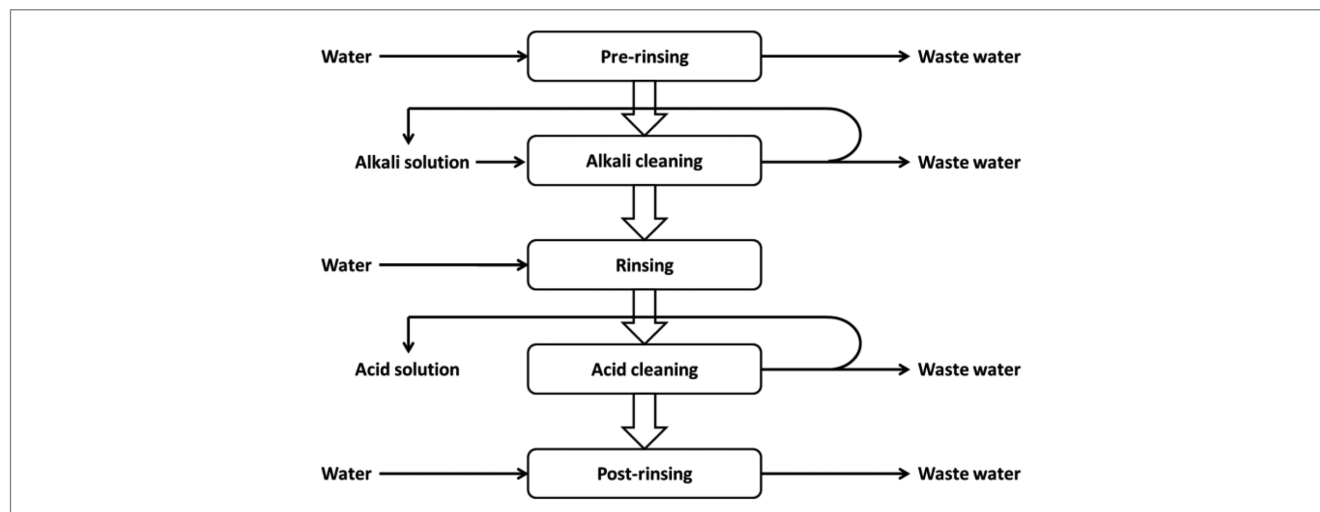 Water Pre-rinsing Waste water
Alkali solution Alkali cleaning Waste water
Water Rinsing
Acid solution Acid cleaning Waste water
Water Post-rinsing Waste water